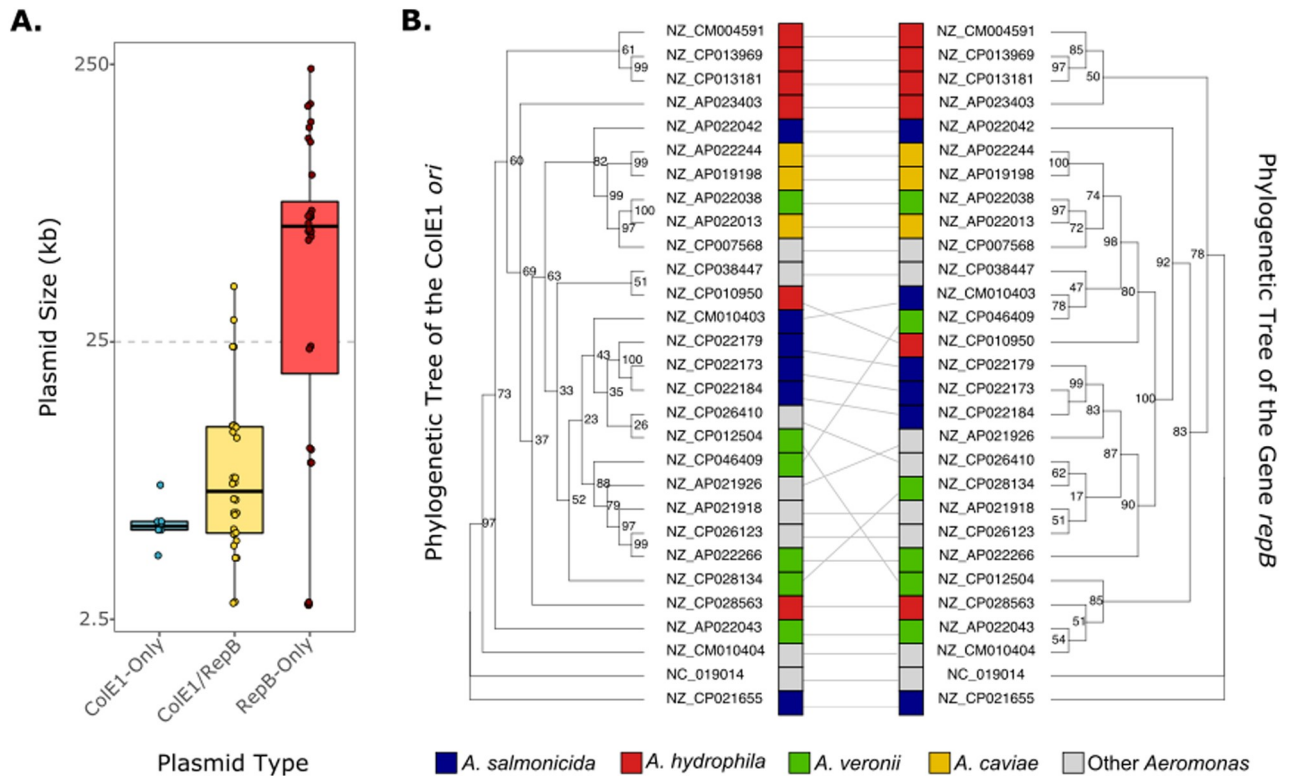 A.
250
25
2.5
Plasmid Size (kb)
ColE1-Only
ColE1/RepB
RepB-Only
Plasmid Type
B.
Phylogenetic Tree of the ColE1 ori
60
73
97
69
37
63
33
52
23
61
99
82
99
99
100
97
51
43
100
35
26
88
79
97
99
NZ_CM004591
NZ_CP013969
NZ_CP013181
NZ_AP023403
NZ_AP022042
NZ_AP022244
NZ_AP019198
NZ_AP022038
NZ_AP022013
NZ_CP007568
NZ_CP038447
NZ_CP010950
NZ_CM010403
NZ_CP022179
NZ_CP022173
NZ_CP022184
NZ_CP026410
NZ_CP012504
NZ_CP046409
NZ_AP021926
NZ_AP021918
NZ_CP026123
NZ_AP022266
NZ_CP028134
NZ_CP028563
NZ_AP022043
NZ_CM010404
NC_019014
NZ_CP021655
NZ_CM004591
NZ_CP013969
NZ_CP013181
NZ_AP023403
NZ_AP022042
NZ_AP022244
NZ_AP019198
NZ_AP022038
NZ_AP022013
NZ_CP007568
NZ_CP038447
NZ_CM010403
NZ_CP046409
NZ_CP010950
NZ_CP022179
NZ_CP022173
NZ_CP022184
NZ_AP021926
NZ_CP026410
NZ_CP028134
NZ_AP021918
NZ_CP026123
NZ_AP022266
NZ_CP012504
NZ_CP028563
NZ_AP022043
NZ_CM010404
NC_019014
NZ_CP021655
85
97
50
100
74
97
72
98
47
78
80
92
78
99
83
100
83
87
62
17
90
51
85
51
54
Phylogenetic Tree of the Gene repB
A. salmonicida
A. hydrophila
A. veronii
A. caviae
Other Aeromonas